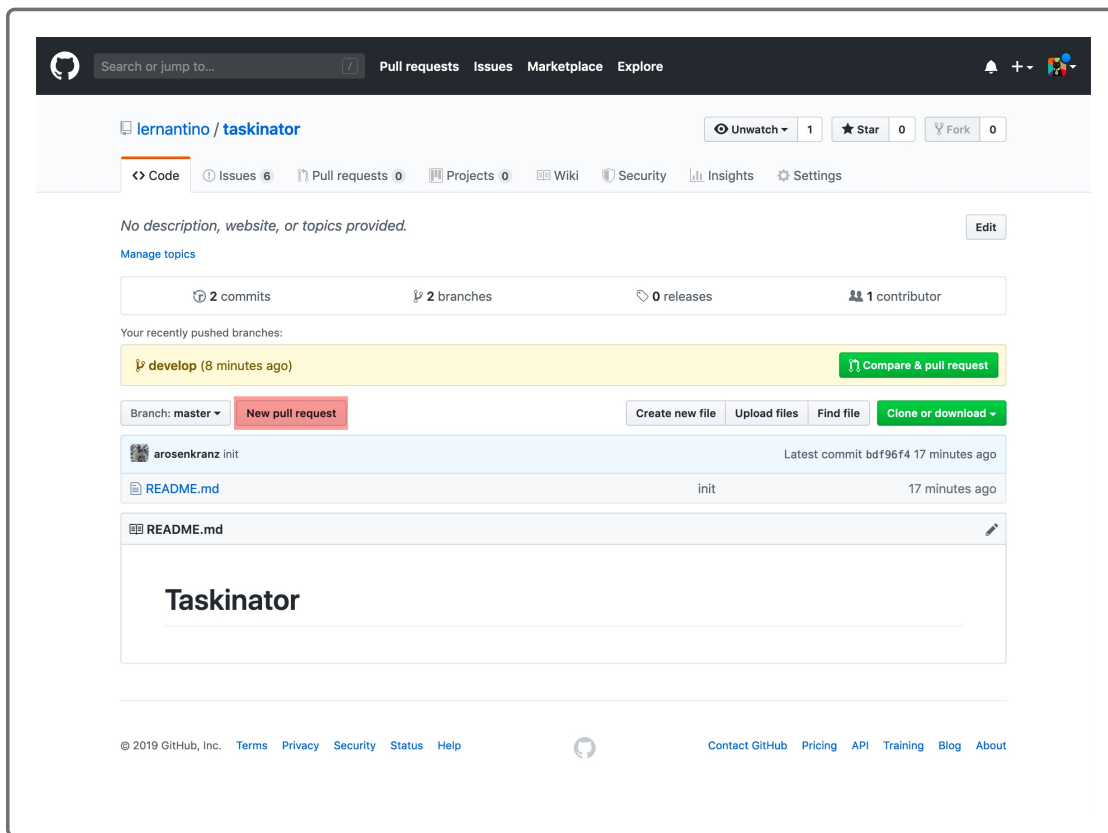 Search or jump to... / Pull requests Issues Marketplace Explore
lernantino / taskinator Unwatch 1 Star 0 Fork 0
Code Issues 6 Pull requests 0 Projects 0 Wiki Security Insights Settings
No description, website, or topics provided. Edit
Manage topics
2 commits 2 branches 0 releases 1 contributor
Your recently pushed branches:
develop (8 minutes ago) Compare & pull request
Branch: master New pull request Create new file Upload files Find file Clone or download
arosenkranz init Latest commit bdf96f4 17 minutes ago
README.md init 17 minutes ago
README.md
Taskinator
© 2019 GitHub, Inc. Terms Privacy Security Status Help Contact GitHub Pricing API Training Blog About